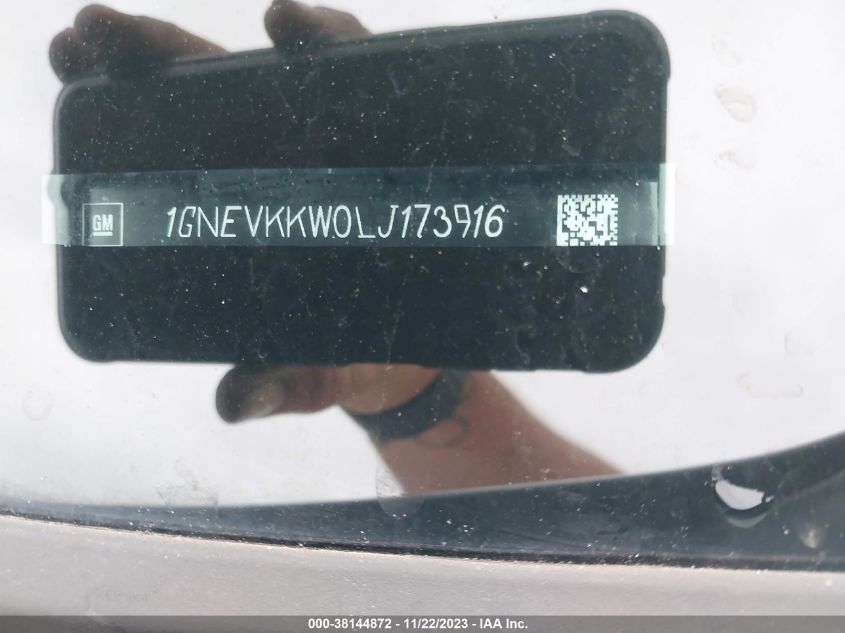 GM 1GNEVKKW0LJ173916
000-38144872 - 11/22/2023 - IAA Inc.